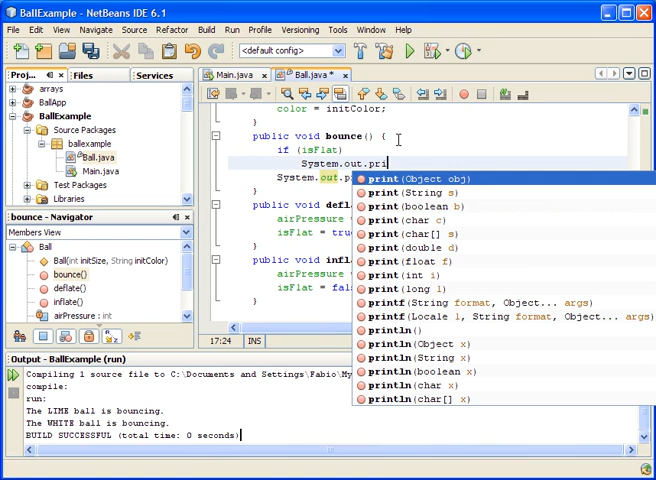 BallExample - NetBeans IDE 6.1
File Edit View Navigate Source Refactor Build Run Profile Versioning Tools Window Help
<default config>
Proj... Files Services
arrays
BallApp
BallExample
Source Packages
ballexample
Ball.java
Main.java
Test Packages
Libraries
bounce - Navigator
Members View
Ball
Ball(int initSize, String initColor)
bounce()
deflate()
inflate()
airPressure : int
Main.java Ball.java *
color = initColor;
}
public void bounce() {
if (isFlat)
System.out.pri
System.out.p
}
public void defl
airPressure
isFlat = tru
}
public void infl
airPressure
isFlat = fal
}
17:24 INS
print(Object obj)
print(String s)
print(boolean b)
print(char c)
print(char[] s)
print(double d)
print(float f)
print(int i)
print(long l)
printf(String format, Object... args)
printf(Locale l, String format, Object... args)
println()
println(Object x)
println(String x)
println(boolean x)
println(char x)
println(char[] x)
Output - BallExample (run)
Compiling 1 source file to C:\Documents and Settings\Fabio\My
compile:
run:
The LIME ball is bouncing.
The WHITE ball is bouncing.
BUILD SUCCESSFUL (total time: 0 seconds)